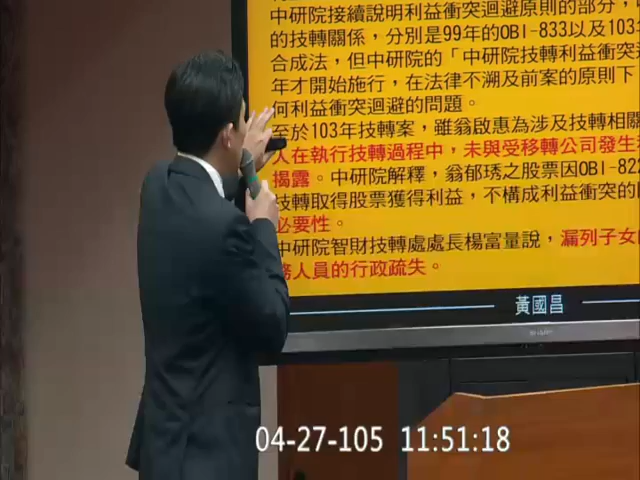 中研院接續說明利益衝突迴避原則的部分，
的技轉關係，分別是99年的OBI-833以及103
合成法，但中研院的「中研院技轉利益衝突
年才開始施行，在法律不溯及前案的原則下
何利益衝突迴避的問題。
至於103年技轉案，雖翁啟惠為涉及技轉相關
人在執行技轉過程中，未與受移轉公司發生
揭露。中研院解釋，翁郁琇之股票因OBI-822
技轉取得股票獲得利益，不構成利益衝突的
必要性。
中研院智財技轉處處長楊富量說，漏列子女
務人員的行政疏失。
黃國昌
04-27-105 11:51:18